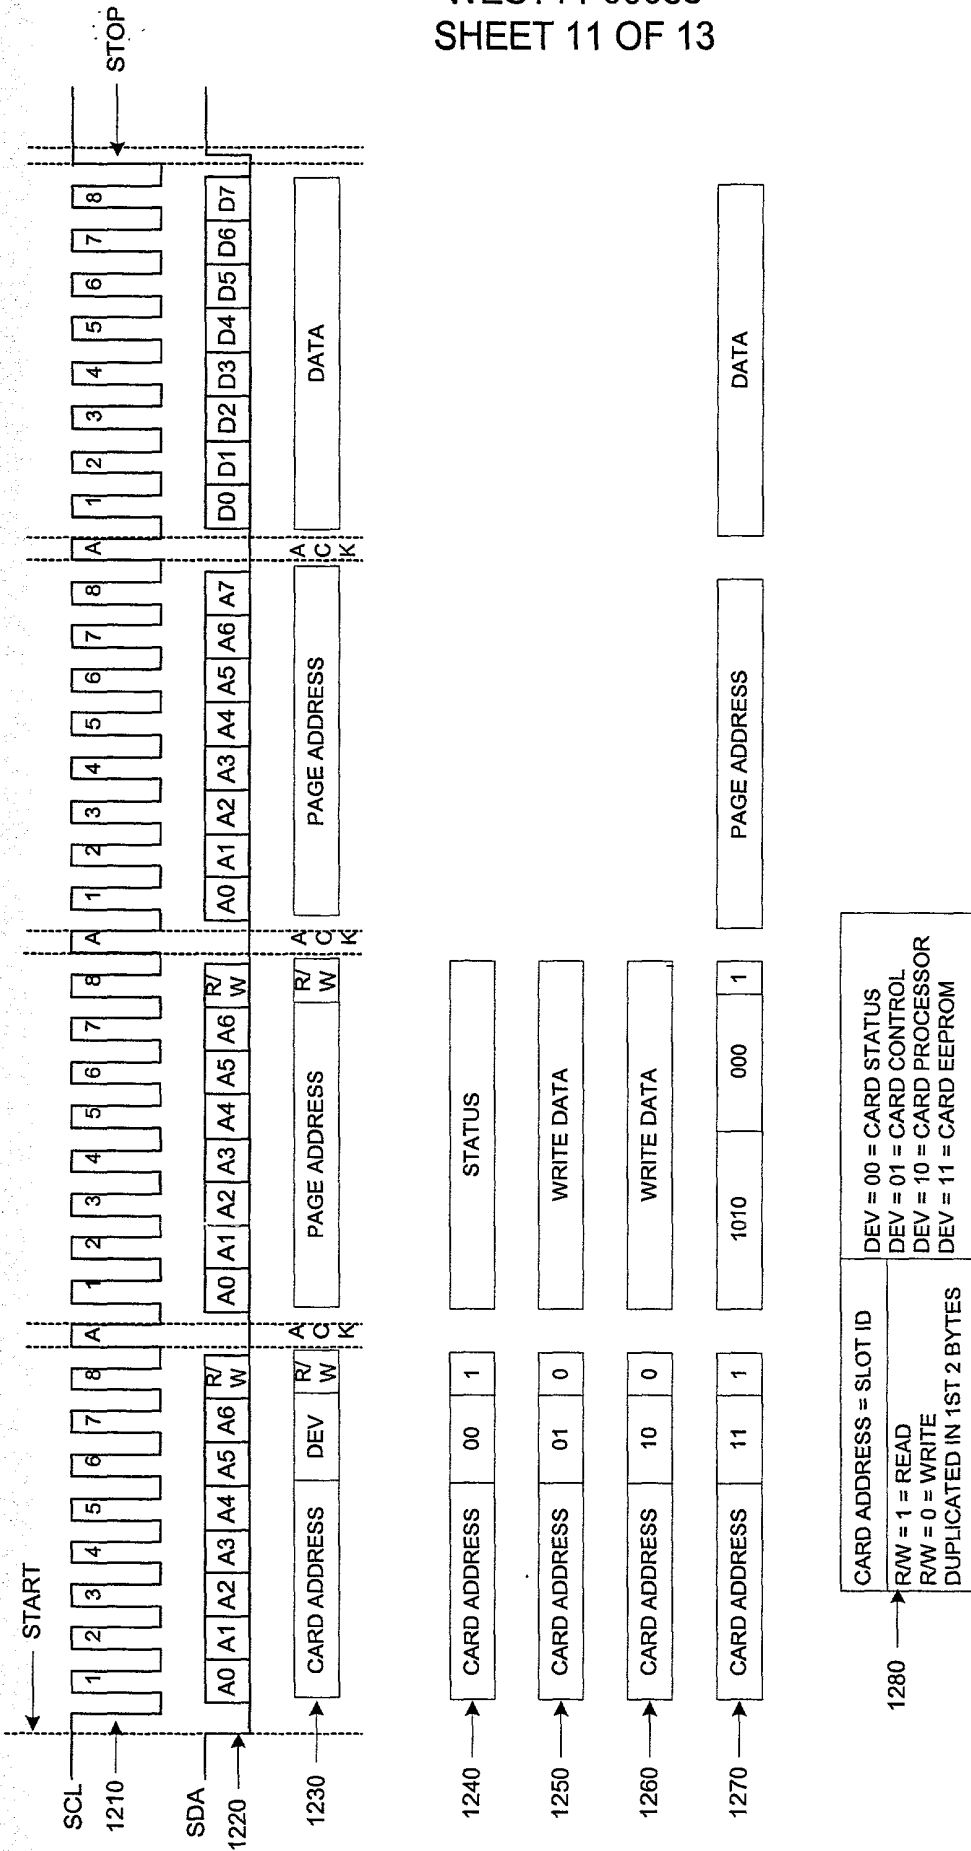 SHEET 11 OF 13
START
STOP
SCL
1210
1 2 3 4 5 6 7 8 A 1 2 3 4 5 6 7 8 A 1 2 3 4 5 6 7 8 A 1 2 3 4 5 6 7 8
SDA
1220
A0 A1 A2 A3 A4 A5 A6 R/W A0 A1 A2 A3 A4 A5 A6 R/W A0 A1 A2 A3 A4 A5 A6 A7 D0 D1 D2 D3 D4 D5 D6 D7
1230
CARD ADDRESS DEV R/W ACK PAGE ADDRESS R/W ACK PAGE ADDRESS ACK DATA
1240 CARD ADDRESS 00 1 STATUS
1250 CARD ADDRESS 01 0 WRITE DATA
1260 CARD ADDRESS 10 0 WRITE DATA
1270 CARD ADDRESS 11 1 1010 000 1 PAGE ADDRESS DATA
1280
CARD ADDRESS = SLOT ID
R/W = 1 = READ
R/W = 0 = WRITE
DUPLICATED IN 1ST 2 BYTES
DEV = 00 = CARD STATUS
DEV = 01 = CARD CONTROL
DEV = 10 = CARD PROCESSOR
DEV = 11 = CARD EEPROM